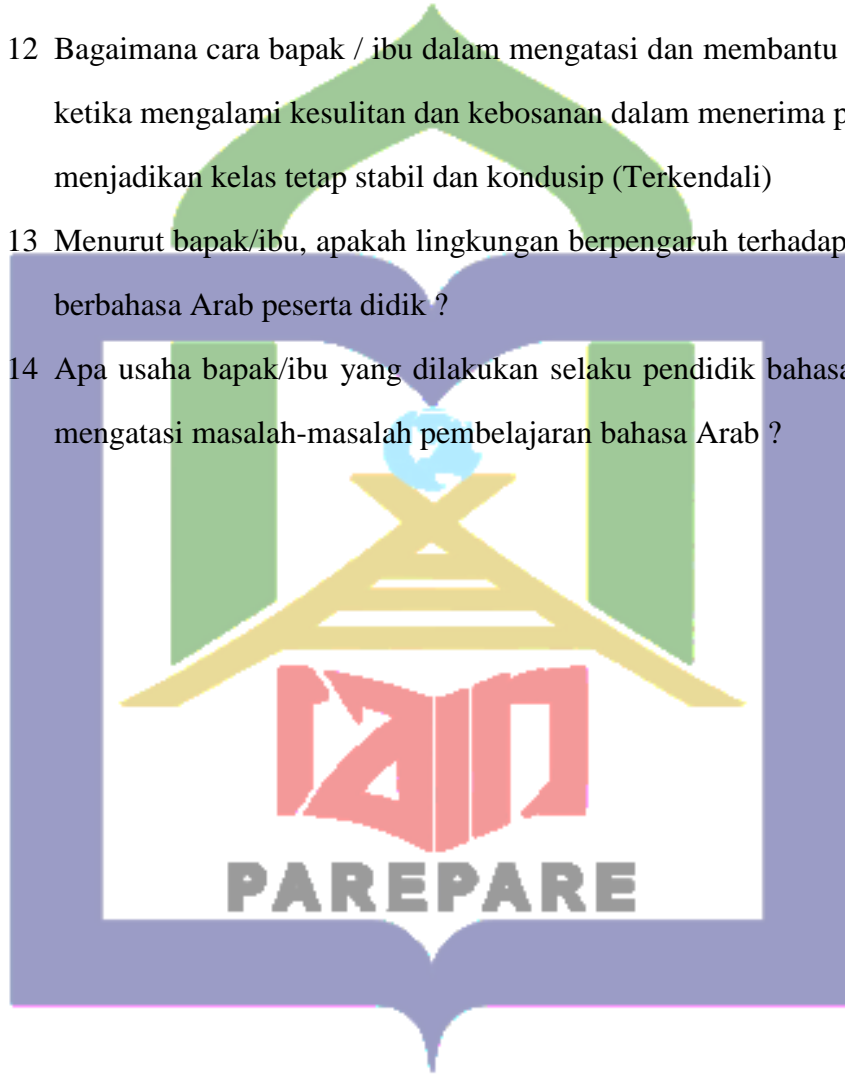 12 Bagaimana cara bapak / ibu dalam mengatasi dan membantu
ketika mengalami kesulitan dan kebosanan dalam menerima
menjadikan kelas tetap stabil dan kondusip (Terkendali)
13 Menurut bapak/ibu, apakah lingkungan berpengaruh terhadap
berbahasa Arab peserta didik ?
14 Apa usaha bapak/ibu yang dilakukan selaku pendidik bahasa
mengatasi masalah-masalah pembelajaran bahasa Arab ?
iain
PAREPARE